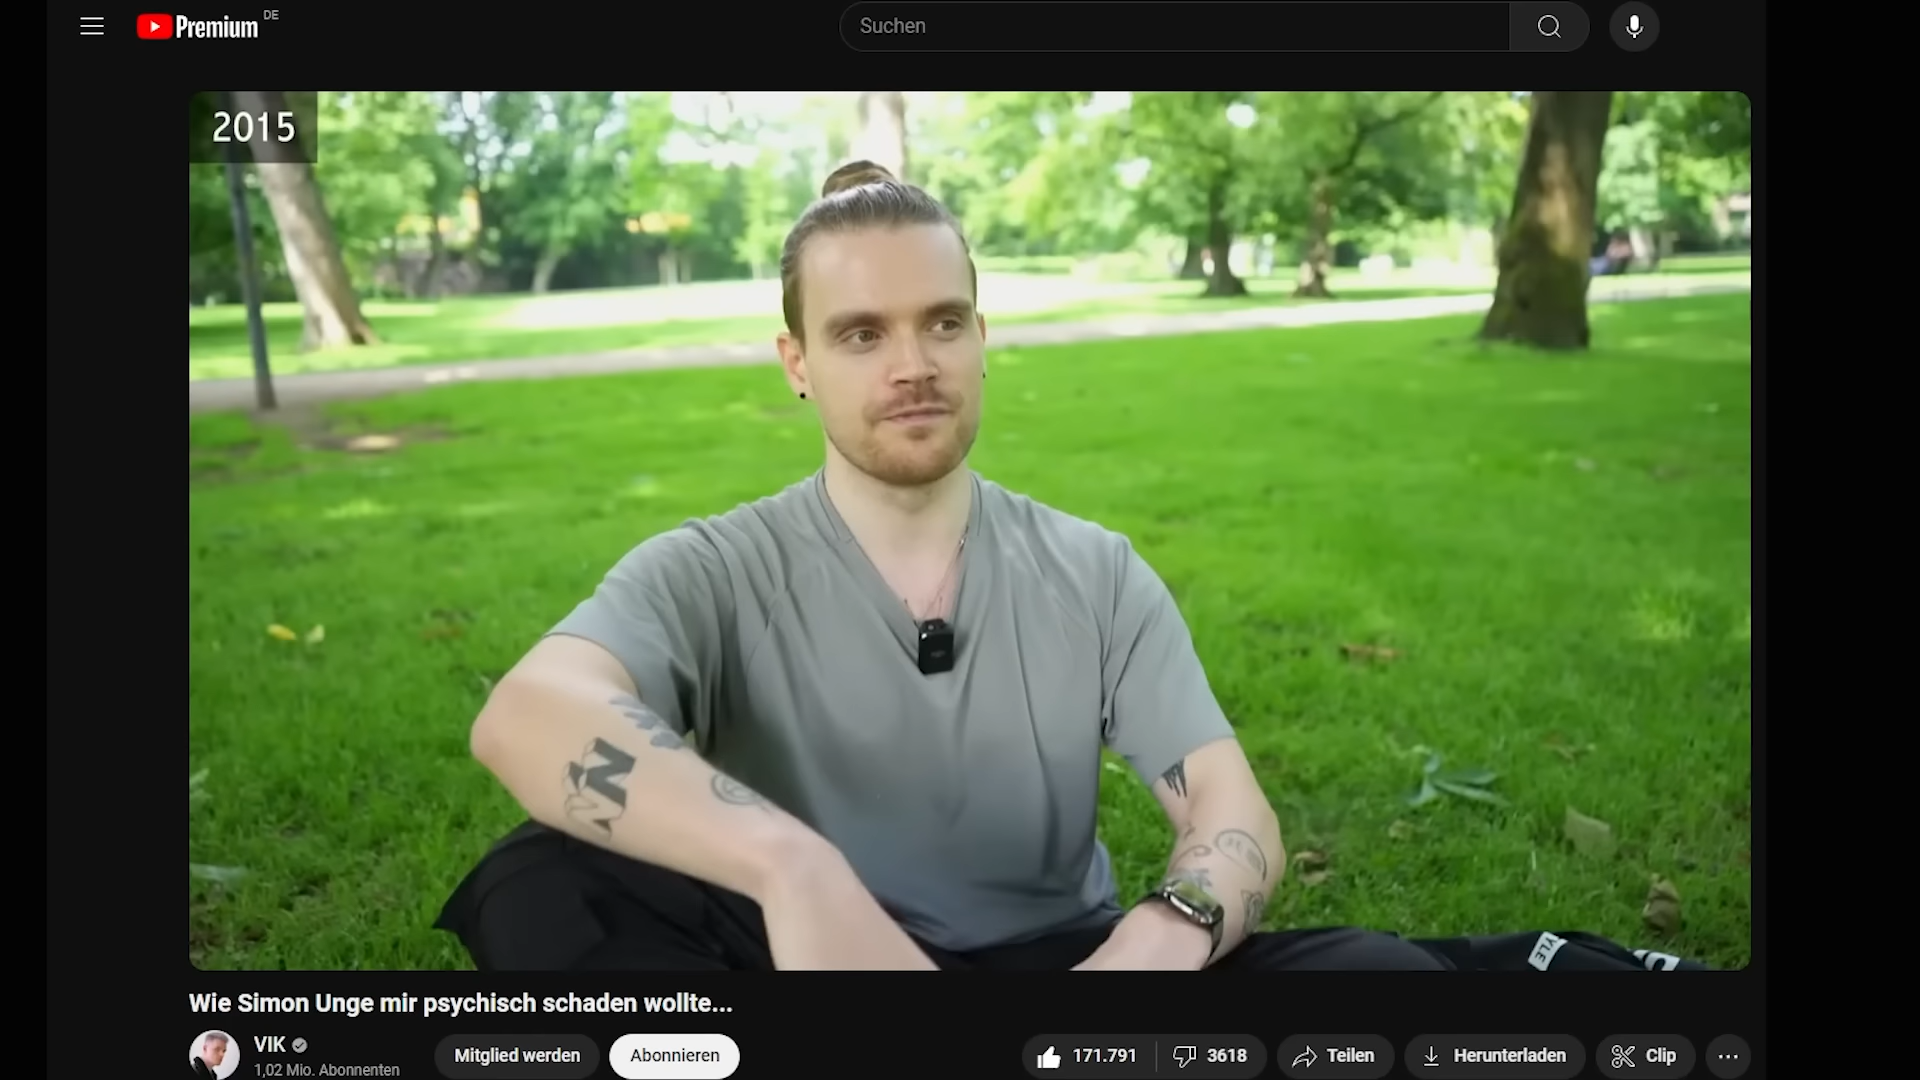 Premium DE
Suchen
2015
N
YLE
Wie Simon Unge mir psychisch schaden wollte...
VIK
1,02 Mio. Abonnenten
Mitglied werden
Abonnieren
171.791
3618
Teilen
Herunterladen
Clip